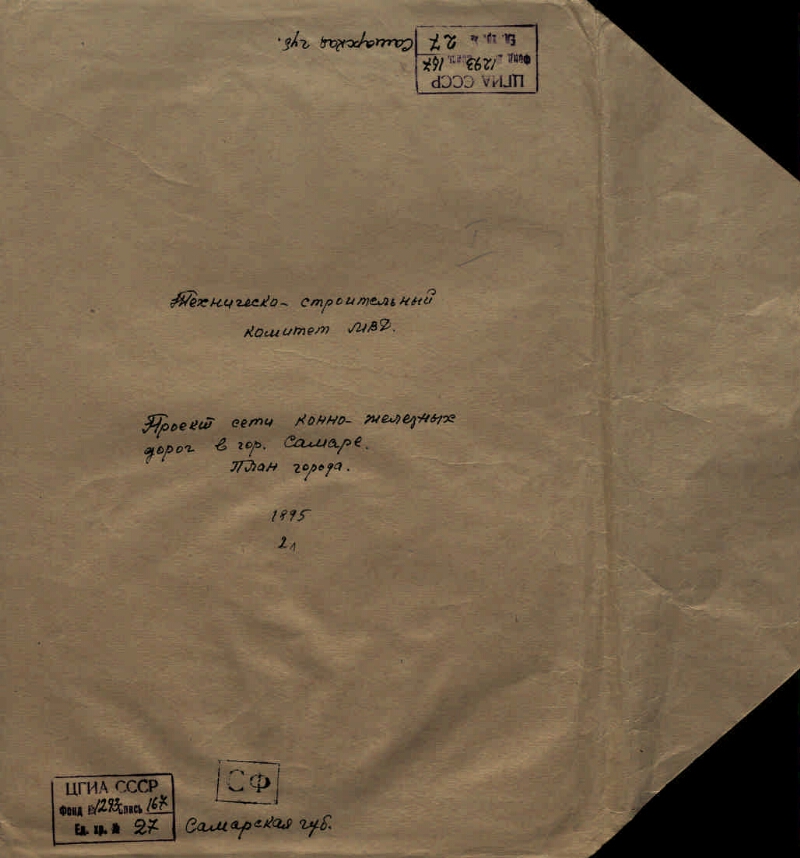 Самарская губ.
ЦГИА СССР
Фонд № 1293 опись 167
Ед. хр. № 27
Техническо-строительный
комитет МВД.
Проект сети конно-железных
дорог в гор. Самаре.
План города.
1895
2л
СФ
ЦГИА СССР
Фонд № 1293 опись 167
Ед. хр. № 27
Самарская губ.